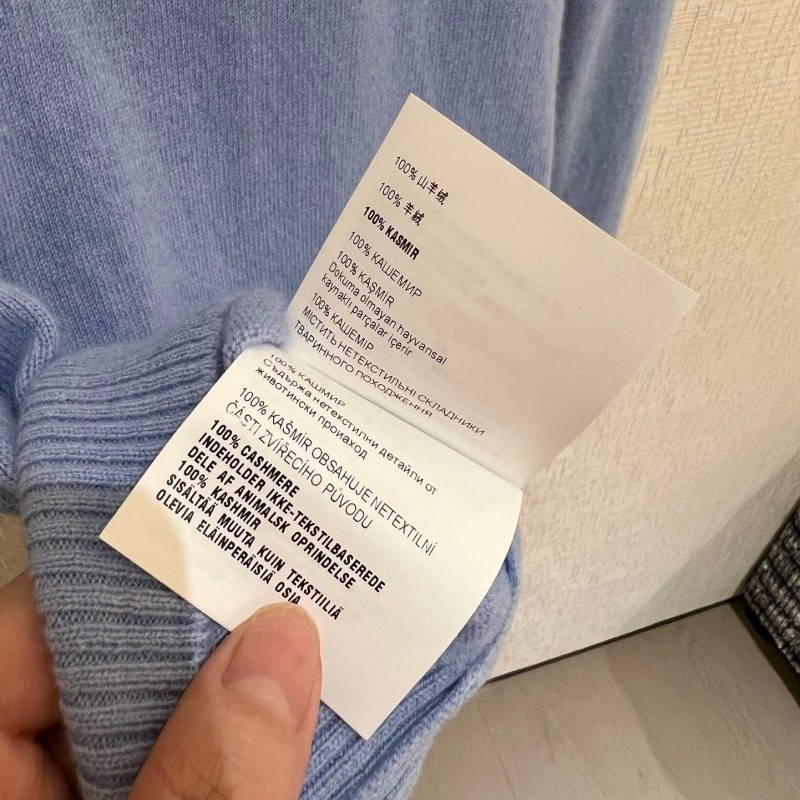 100% 山羊绒
100% 羊絨
100% KASMIR
100% КАШЕМИР
100% KAŞMİR
Dokuma olmayan hayvansal
kaynaklı parçalar içerir
100% КАШЕМІР
МІСТИТЬ НЕТЕКСТИЛЬНІ СКЛАДНИКИ
ТВАРИННОГО ПОХОДЖЕННЯ
100% КАШМИР
Съдържа нетекстилни детайли от
животински произход
100% KAŠMÍR OBSAHUJE NETEXTILNÍ
ČÁSTI ZVÍŘECÍHO PŮVODU
100% CASHMERE
INDEHOLDER IKKE-TEKSTILBASEREDE
DELE AF ANIMALSK OPRINDELSE
100% KASHMIR
SISÄLTÄÄ MUUTA KUIN TEKSTIILIÄ
OLEVIA ELÄINPERÄISIÄ OSIA